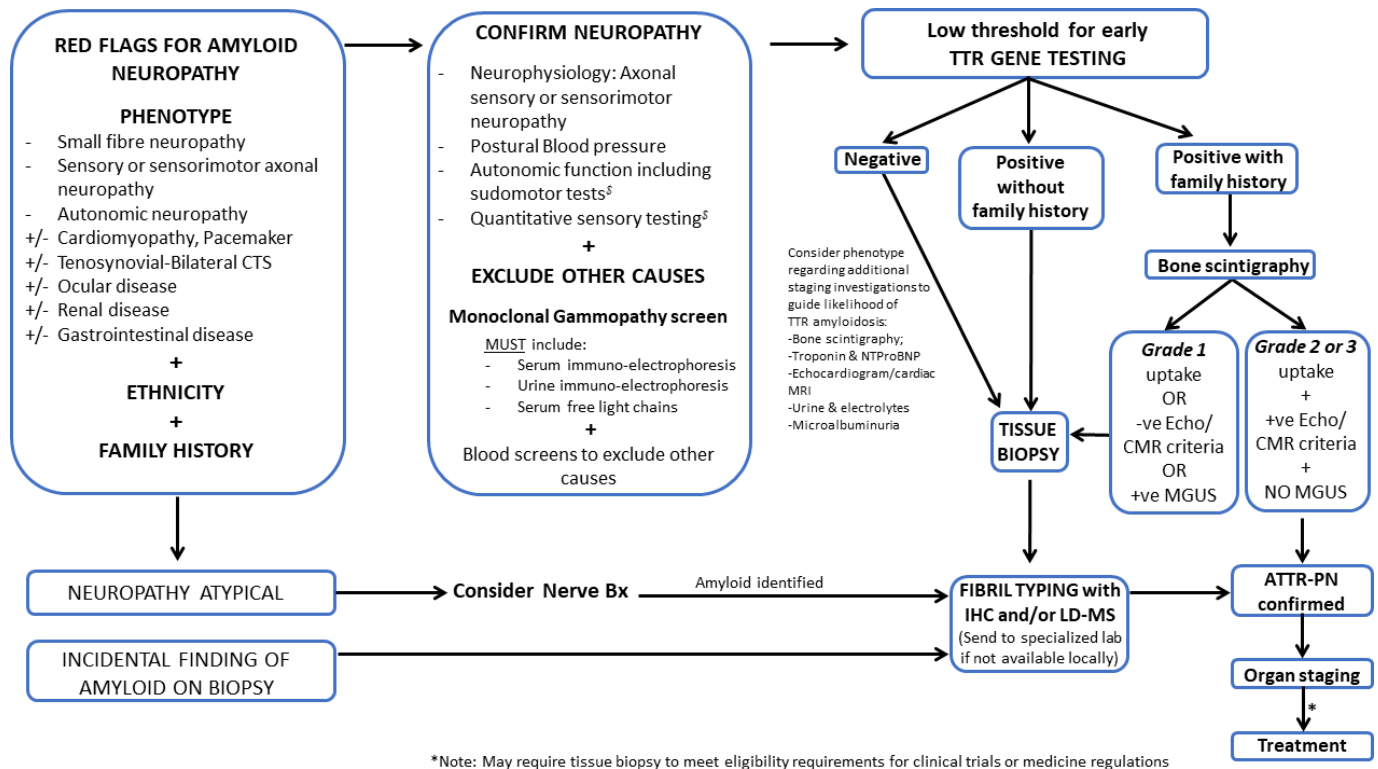 RED FLAGS FOR AMYLOID
NEUROPATHY
PHENOTYPE
- Small fibre neuropathy
- Sensory or sensorimotor axonal
neuropathy
- Autonomic neuropathy
+/- Cardiomyopathy, Pacemaker
+/- Tenosynovial-Bilateral CTS
+/- Ocular disease
+/- Renal disease
+/- Gastrointestinal disease
+
ETHNICITY
+
FAMILY HISTORY
CONFIRM NEUROPATHY
- Neurophysiology: Axonal
sensory or sensorimotor
neuropathy
- Postural Blood pressure
- Autonomic function including
sudomotor tests$
- Quantitative sensory testing$
+
EXCLUDE OTHER CAUSES
Monoclonal Gammopathy screen
MUST include:
- Serum immuno-electrophoresis
- Urine immuno-electrophoresis
- Serum free light chains
+
Blood screens to exclude other
causes
Low threshold for early
TTR GENE TESTING
Negative
Positive
without
family history
Positive with
family history
Consider phenotype
regarding additional
staging investigations to
guide likelihood of
TTR amyloidosis:
-Bone scintigraphy;
-Troponin & NTProBNP
-Echocardiogram/cardiac
MRI
-Urine & electrolytes
-Microalbuminuria
Bone scintigraphy
Grade 1
uptake
OR
-ve Echo/
CMR criteria
OR
+ve MGUS
Grade 2 or 3
uptake
+
+ve Echo/
CMR criteria
+
NO MGUS
TISSUE
BIOPSY
NEUROPATHY ATYPICAL
Consider Nerve Bx
Amyloid identified
FIBRIL TYPING with
IHC and/or LD-MS
(Send to specialized lab
if not available locally)
ATTR-PN
confirmed
INCIDENTAL FINDING OF
AMYLOID ON BIOPSY
Organ staging
*
Treatment
*Note: May require tissue biopsy to meet eligibility requirements for clinical trials or medicine regulations